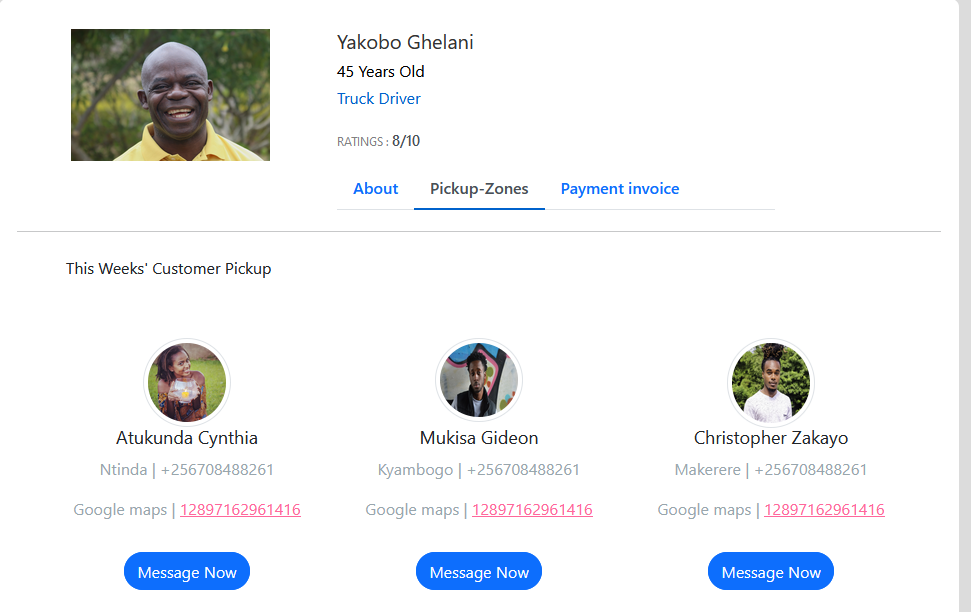 Yakobo Ghelani
45 Years Old
Truck Driver
RATINGS : 8/10
About Pickup-Zones Payment invoice
This Weeks' Customer Pickup
Atukunda Cynthia Mukisa Gideon Christopher Zakayo
Ntinda | +256708488261 Kyambogo | +256708488261 Makerere | +256708488261
Google maps | 12897162961416 Google maps | 12897162961416 Google maps | 12897162961416
Message Now Message Now Message Now